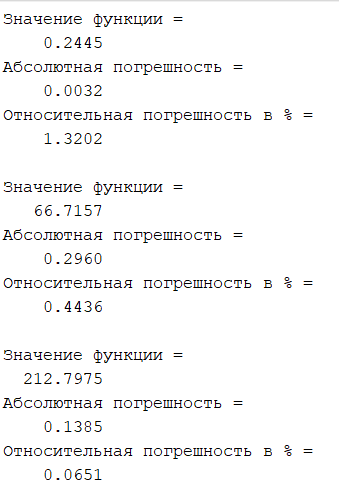 Значение функции =
0.2445
Абсолютная погрешность =
0.0032
Относительная погрешность в % =
1.3202
Значение функции =
66.7157
Абсолютная погрешность =
0.2960
Относительная погрешность в % =
0.4436
Значение функции =
212.7975
Абсолютная погрешность =
0.1385
Относительная погрешность в % =
0.0651